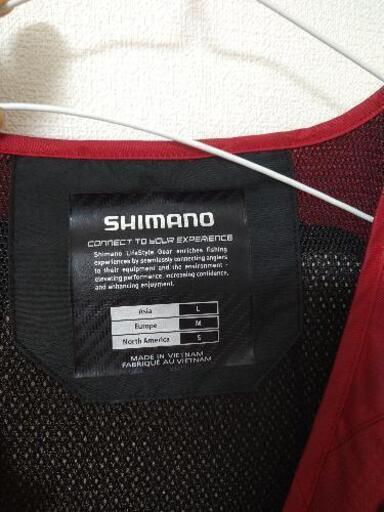 SHIMANO
CONNECT TO YOUR EXPERIENCE
Shimano LifeStyle Gear enriches fishing
experiences by seamlessly connecting anglers
to their equipment and the environment -
elevating performance, increasing confidence,
and enhancing enjoyment.
Asia L
Europe M
North America S
MADE IN VIETNAM
FABRIQUÉ AU VIETNAM